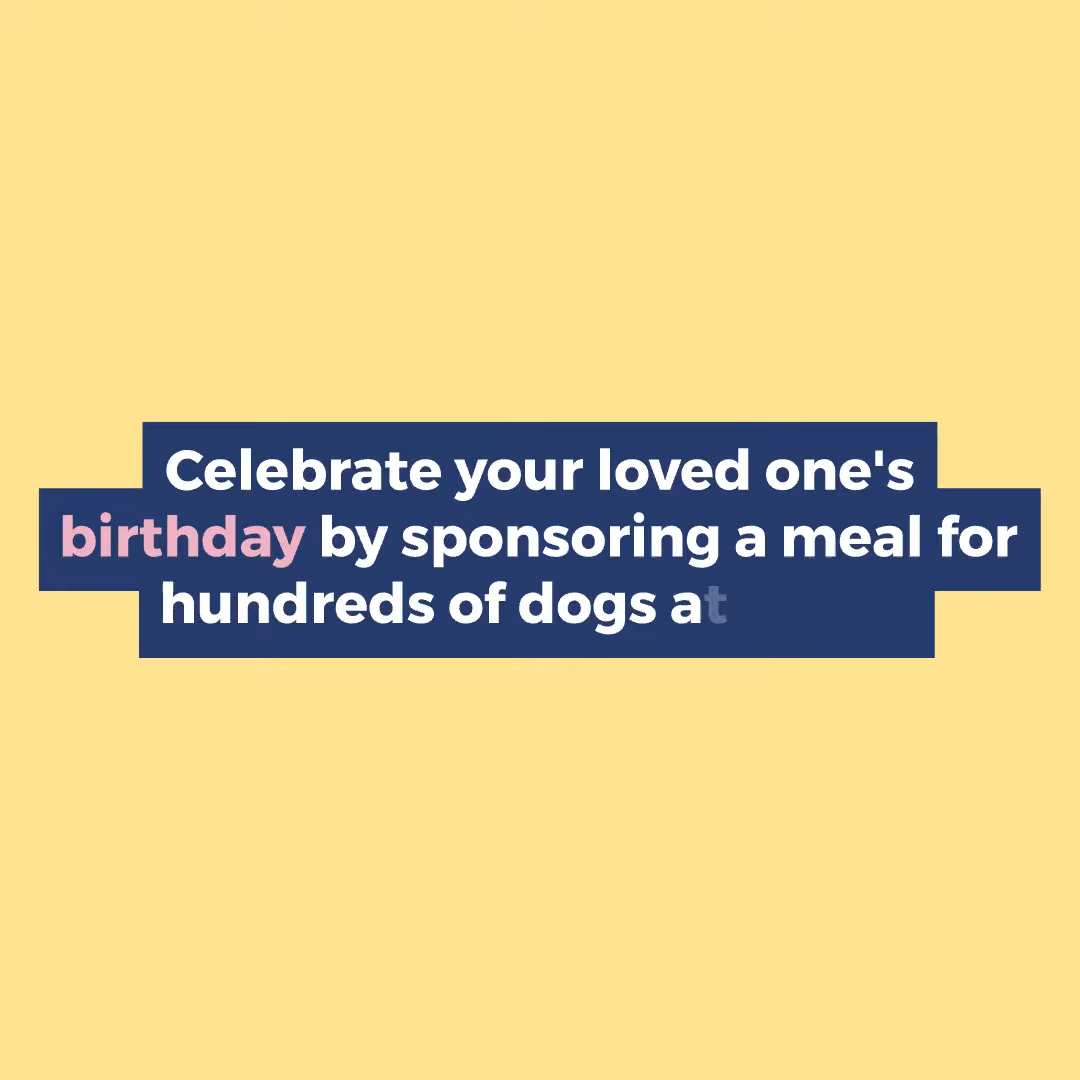 Celebrate your loved one's
birthday by sponsoring a meal for
hundreds of dogs at